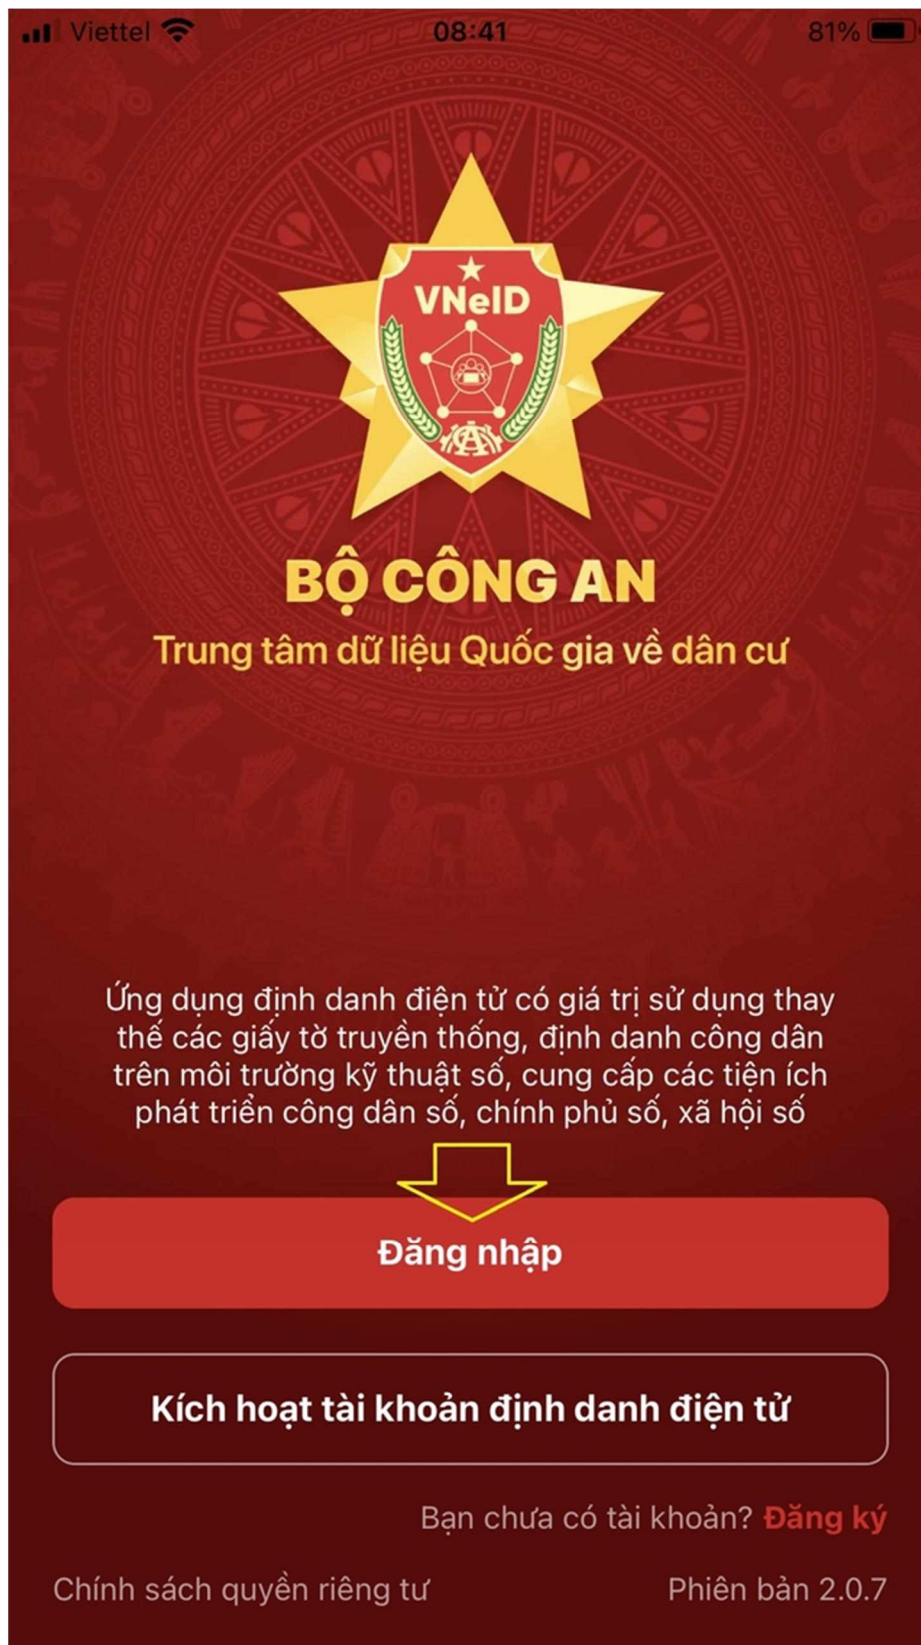 Viettel 08:41 81%
VNeID
BỘ CÔNG AN
Trung tâm dữ liệu Quốc gia về dân cư
Ứng dụng định danh điện tử có giá trị sử dụng thay
thế các giấy tờ truyền thống, định danh công dân
trên môi trường kỹ thuật số, cung cấp các tiện ích
phát triển công dân số, chính phủ số, xã hội số
Đăng nhập
Kích hoạt tài khoản định danh điện tử
Bạn chưa có tài khoản? Đăng ký
Chính sách quyền riêng tư Phiên bản 2.0.7